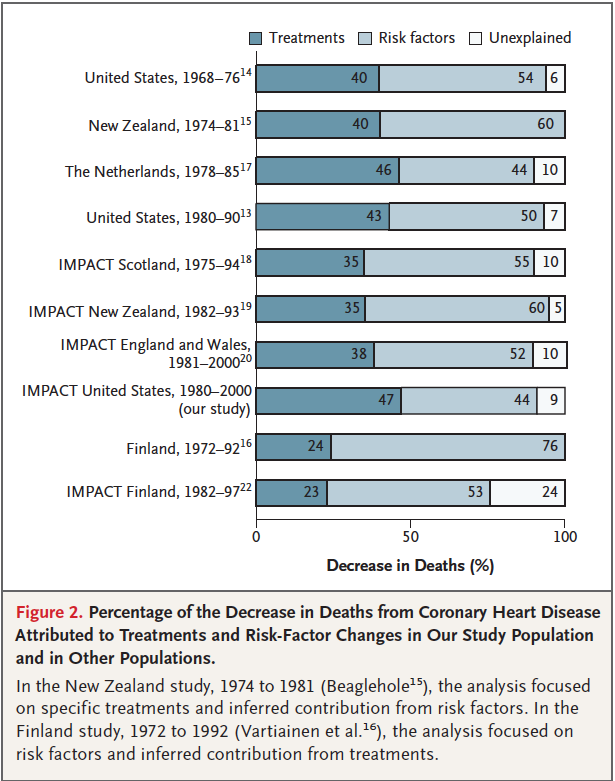 Treatments Risk factors Unexplained
United States, 1968–76¹⁴ 40 54 6
New Zealand, 1974–81¹⁵ 40 60
The Netherlands, 1978–85¹⁷ 46 44 10
United States, 1980–90¹³ 43 50 7
IMPACT Scotland, 1975–94¹⁸ 35 55 10
IMPACT New Zealand, 1982–93¹⁹ 35 60 5
IMPACT England and Wales,
1981–2000²⁰ 38 52 10
IMPACT United States, 1980–2000
(our study) 47 44 9
Finland, 1972–92¹⁶ 24 76
IMPACT Finland, 1982–97²² 23 53 24
0 50 100
Decrease in Deaths (%)
Figure 2. Percentage of the Decrease in Deaths from Coronary Heart Disease
Attributed to Treatments and Risk-Factor Changes in Our Study Population
and in Other Populations.
In the New Zealand study, 1974 to 1981 (Beaglehole¹⁵), the analysis focused
on specific treatments and inferred contribution from risk factors. In the
Finland study, 1972 to 1992 (Vartiainen et al.¹⁶), the analysis focused on
risk factors and inferred contribution from treatments.